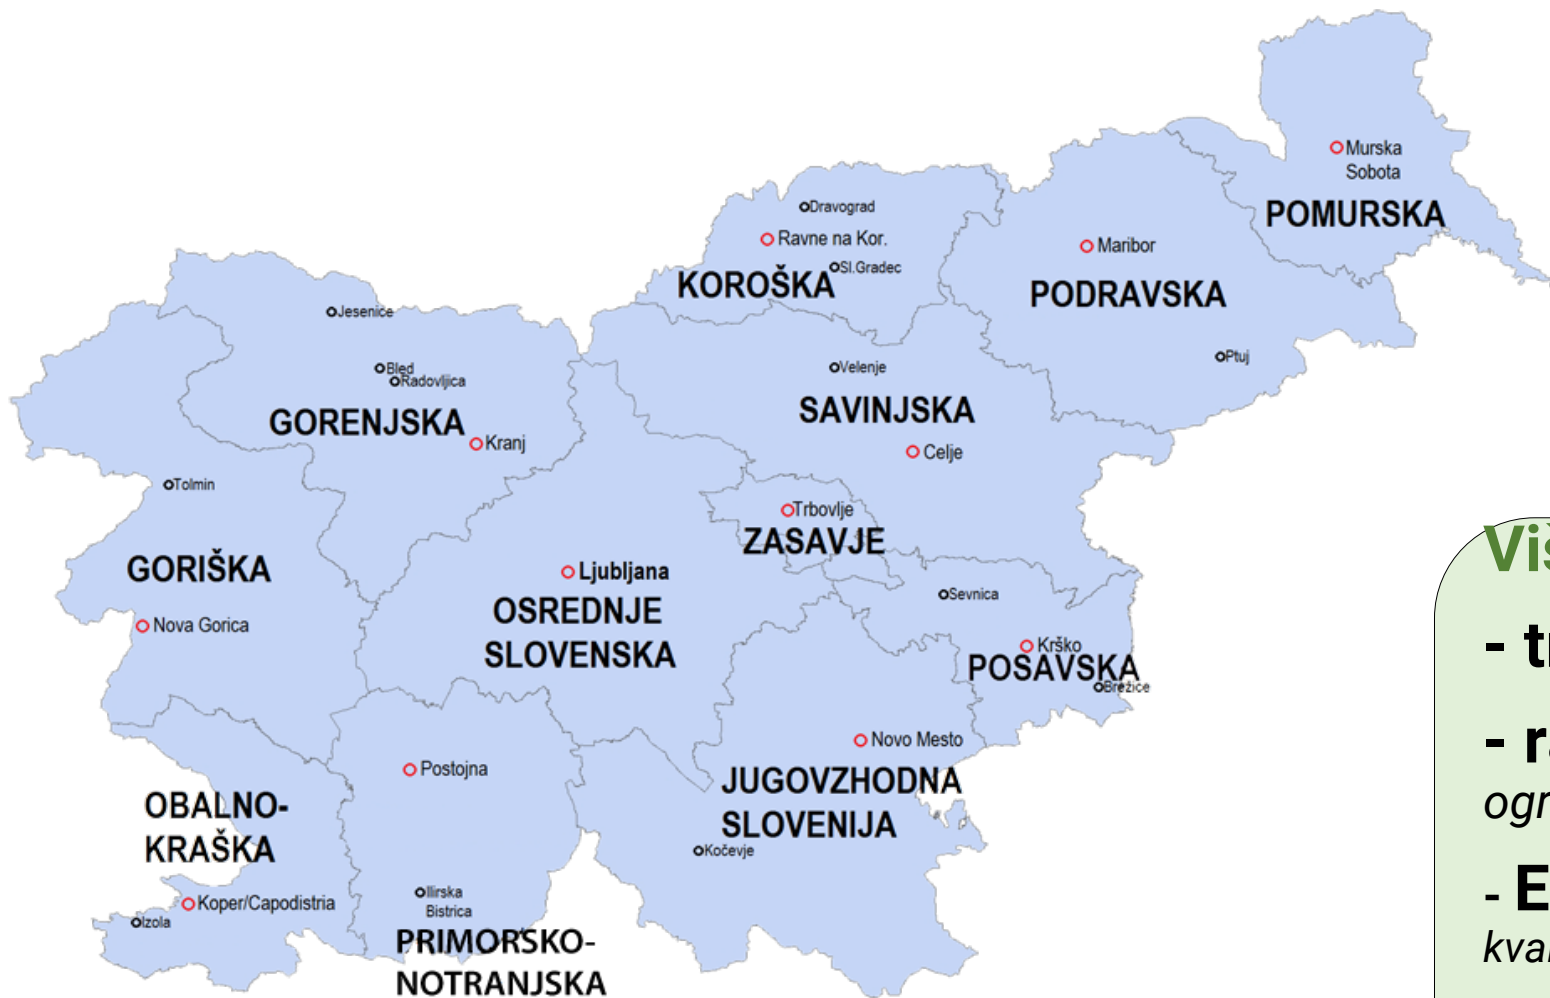 Murska
Sobota
POMURSKA
Dravograd
Ravne na Kor.
Sl.Gradec
KOROŠKA
Maribor
PODRAVSKA
Ptuj
Jesenice
Bled
Radovljica
GORENJSKA
Kranj
Velenje
SAVINJSKA
Celje
Tolmin
GORIŠKA
Nova Gorica
Trbovlje
ZASAVJE
Ljubljana
OSREDNJE
SLOVENSKA
Sevnica
Krško
POSAVSKA
Brežice
Novo Mesto
JUGOVZHODNA
SLOVENIJA
Kočevje
Postojna
Ilirska
Bistrica
PRIMORSKO-
NOTRANJSKA
OBALNO-
KRAŠKA
Koper/Capodistria
Izola
- E